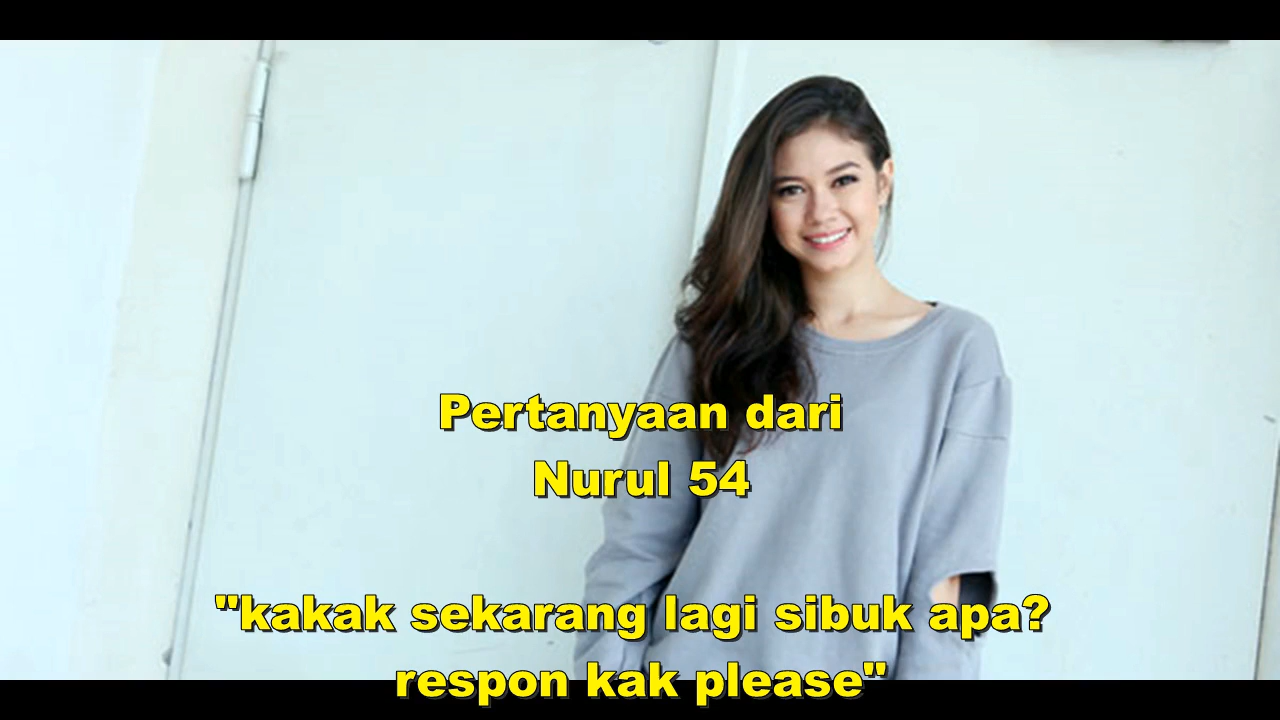 Pertanyaan dari
Nurul 54
"kakak sekarang lagi sibuk apa?
respon kak please"